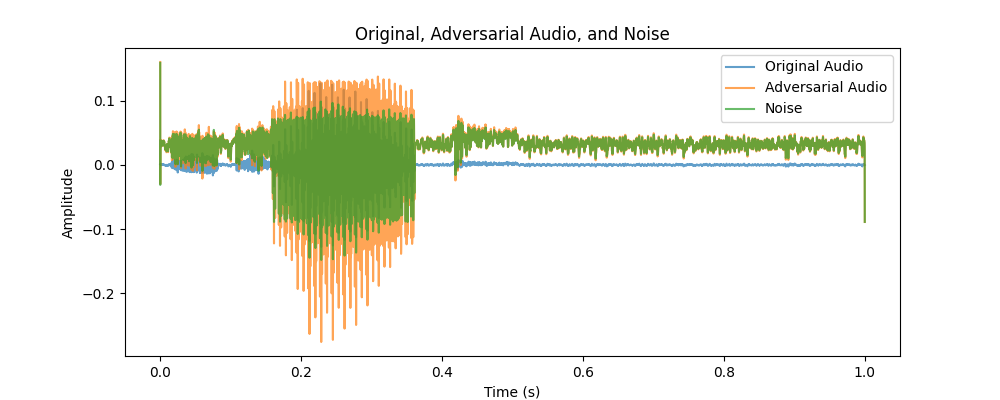 Original, Adversarial Audio, and Noise
Original Audio
Adversarial Audio
Noise
Amplitude
0.1
0.0
−0.1
−0.2
0.0 0.2 0.4 0.6 0.8 1.0
Time (s)